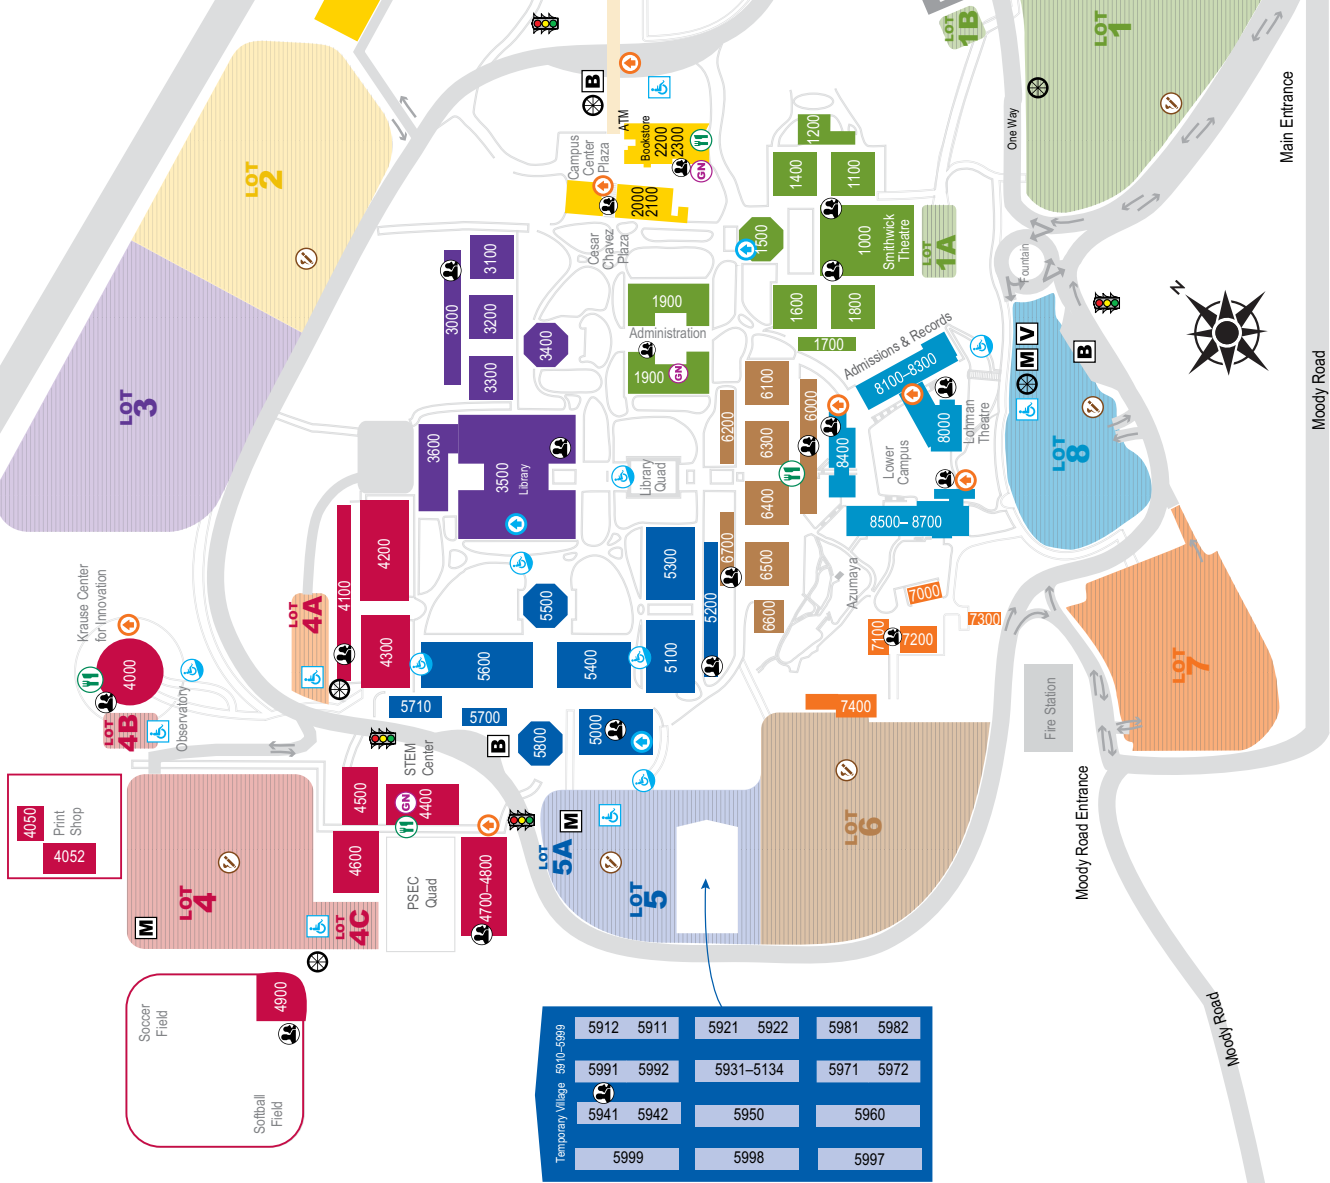 LOT
1B
LOT
1
Main Entrance
One Way
B
ATM
Bookstore
2200
2300
GN
Campus
Center
Plaza
2000
2100
Cesar
Chavez
Plaza
1200
1400
1100
1500
1000
Smithwick
Theatre
LOT
1A
Fountain
N
LOT
2
LOT
3
3100
3000
3200
3300
3400
1900
Administration
1900
GN
1600
1800
1700
Admissions & Records
8100–8300
M V
B
Moody Road
6100
6200
6000
6300
8400
8000
Lohman
Theatre
Lower
Campus
LOT
8
3600
3500
Library
Library
Quad
6400
8500– 8700
4200
4100
5300
6700
6500
5200
5500
6600
Azumaya
7000
7100
7200
7300
Krause Center
for Innovation
4000
LOT
4A
4300
5600
5400
5100
LOT
7
LOT
4B
Observatory
5710
5700
5800
5000
B
7400
Fire Station
STEM
Center
4050
Print
Shop
4052
4500
GN
4400
4600
PSEC
Quad
4700–4800
LOT
5A
M
LOT
5
LOT
6
Moody Road Entrance
LOT
4
M
LOT
4C
Soccer
Field
4900
Softball
Field
Moody Road
Temporary Village 5910–5999
5912 5911 5921 5922 5981 5982
5991 5992 5931–5134 5971 5972
5941 5942 5950 5960
5999 5998 5997